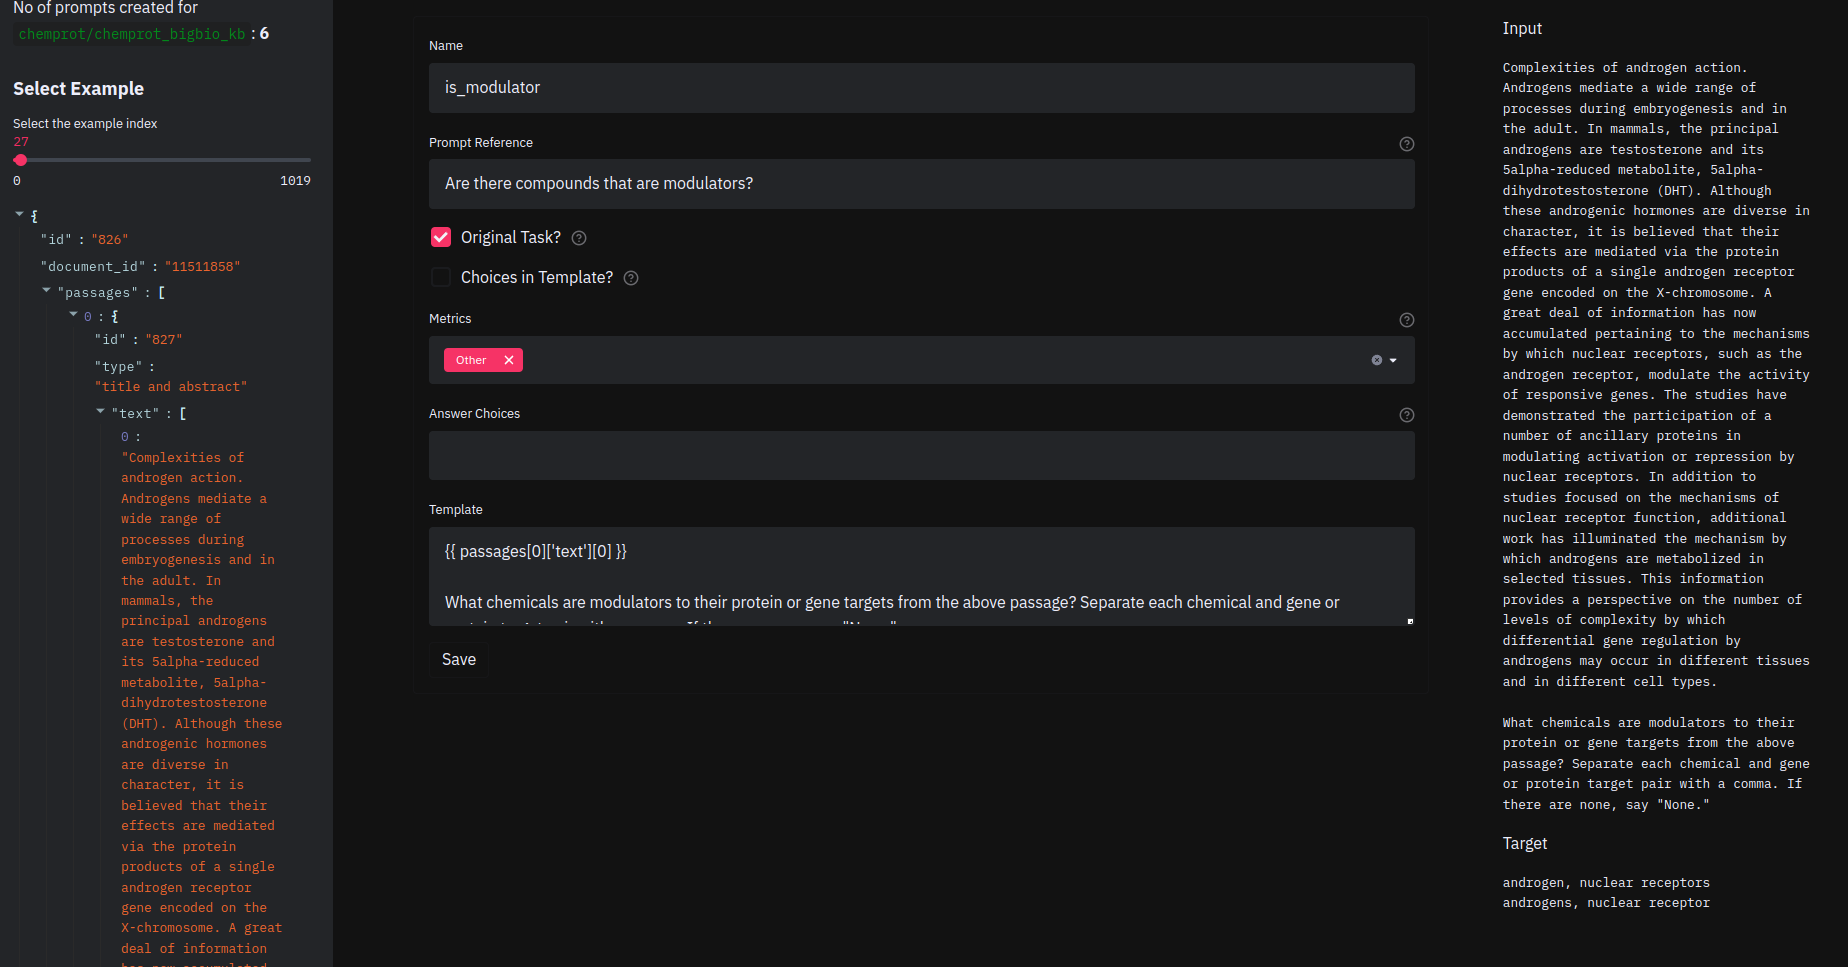 No of prompts created for
chemprot/chemprot_bigbio_kb : 6
Select Example
Select the example index
27
0
1019
{
"id" : "826"
"document_id" : "11511858"
"passages" : [
0 : {
"id" : "827"
"type" :
"title and abstract"
"text" : [
0 :
"Complexities of
androgen action.
Androgens mediate a
wide range of
processes during
embryogenesis and in
the adult. In
mammals, the
principal androgens
are testosterone and
its 5alpha-reduced
metabolite, 5alpha-
dihydrotestosterone
(DHT). Although these
androgenic hormones
are diverse in
character, it is
believed that their
effects are mediated
via the protein
products of a single
androgen receptor
gene encoded on the
X-chromosome. A great
deal of information
has now accumulated
Name
is_modulator
Prompt Reference
Are there compounds that are modulators?
Original Task?
Choices in Template?
Metrics
Other
Answer Choices
Template
{{ passages[0]['text'][0] }}
What chemicals are modulators to their protein or gene targets from the above passage? Separate each chemical and gene or
Save
Input
Complexities of androgen action.
Androgens mediate a wide range of
processes during embryogenesis and in
the adult. In mammals, the principal
androgens are testosterone and its
5alpha-reduced metabolite, 5alpha-
dihydrotestosterone (DHT). Although
these androgenic hormones are diverse in
character, it is believed that their
effects are mediated via the protein
products of a single androgen receptor
gene encoded on the X-chromosome. A
great deal of information has now
accumulated pertaining to the mechanisms
by which nuclear receptors, such as the
androgen receptor, modulate the activity
of responsive genes. The studies have
demonstrated the participation of a
number of ancillary proteins in
modulating activation or repression by
nuclear receptors. In addition to
studies focused on the mechanisms of
nuclear receptor function, additional
work has illuminated the mechanism by
which androgens are metabolized in
selected tissues. This information
provides a perspective on the number of
levels of complexity by which
differential gene regulation by
androgens may occur in different tissues
and in different cell types.
What chemicals are modulators to their
protein or gene targets from the above
passage? Separate each chemical and gene
or protein target pair with a comma. If
there are none, say "None."
Target
androgen, nuclear receptors
androgens, nuclear receptor